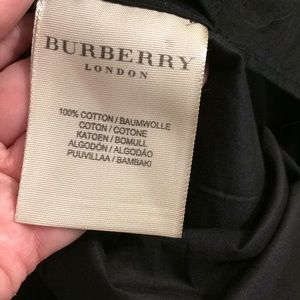 BURBERRY
LONDON
100% COTTON / BAUMWOLLE
COTON / COTONE
KATOEN / BOMULL
ALGODÓN / ALGODÃO
PUUVILLAA / BAMBAKI